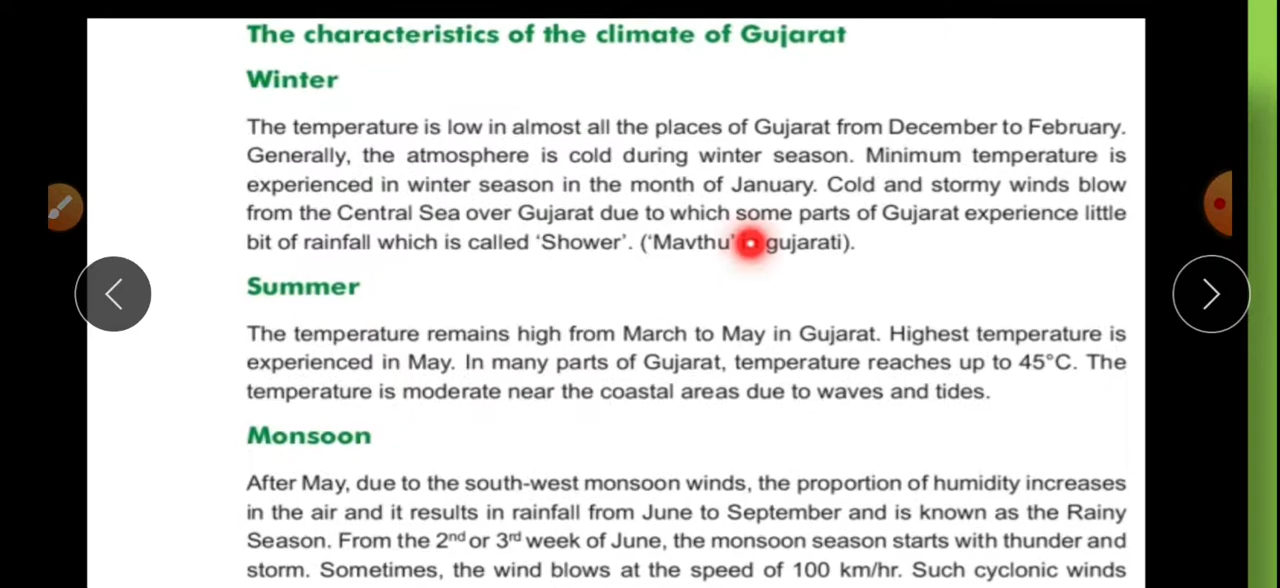 The characteristics of the climate of Gujarat
Winter
The temperature is low in almost all the places of Gujarat from December to February.
Generally, the atmosphere is cold during winter season. Minimum temperature is
experienced in winter season in the month of January. Cold and stormy winds blow
from the Central Sea over Gujarat due to which some parts of Gujarat experience little
bit of rainfall which is called ‘Shower’. (‘Mavthu’ gujarati).
Summer
The temperature remains high from March to May in Gujarat. Highest temperature is
experienced in May. In many parts of Gujarat, temperature reaches up to 45°C. The
temperature is moderate near the coastal areas due to waves and tides.
Monsoon
After May, due to the south-west monsoon winds, the proportion of humidity increases
in the air and it results in rainfall from June to September and is known as the Rainy
Season. From the 2nd or 3rd week of June, the monsoon season starts with thunder and
storm. Sometimes, the wind blows at the speed of 100 km/hr. Such cyclonic winds